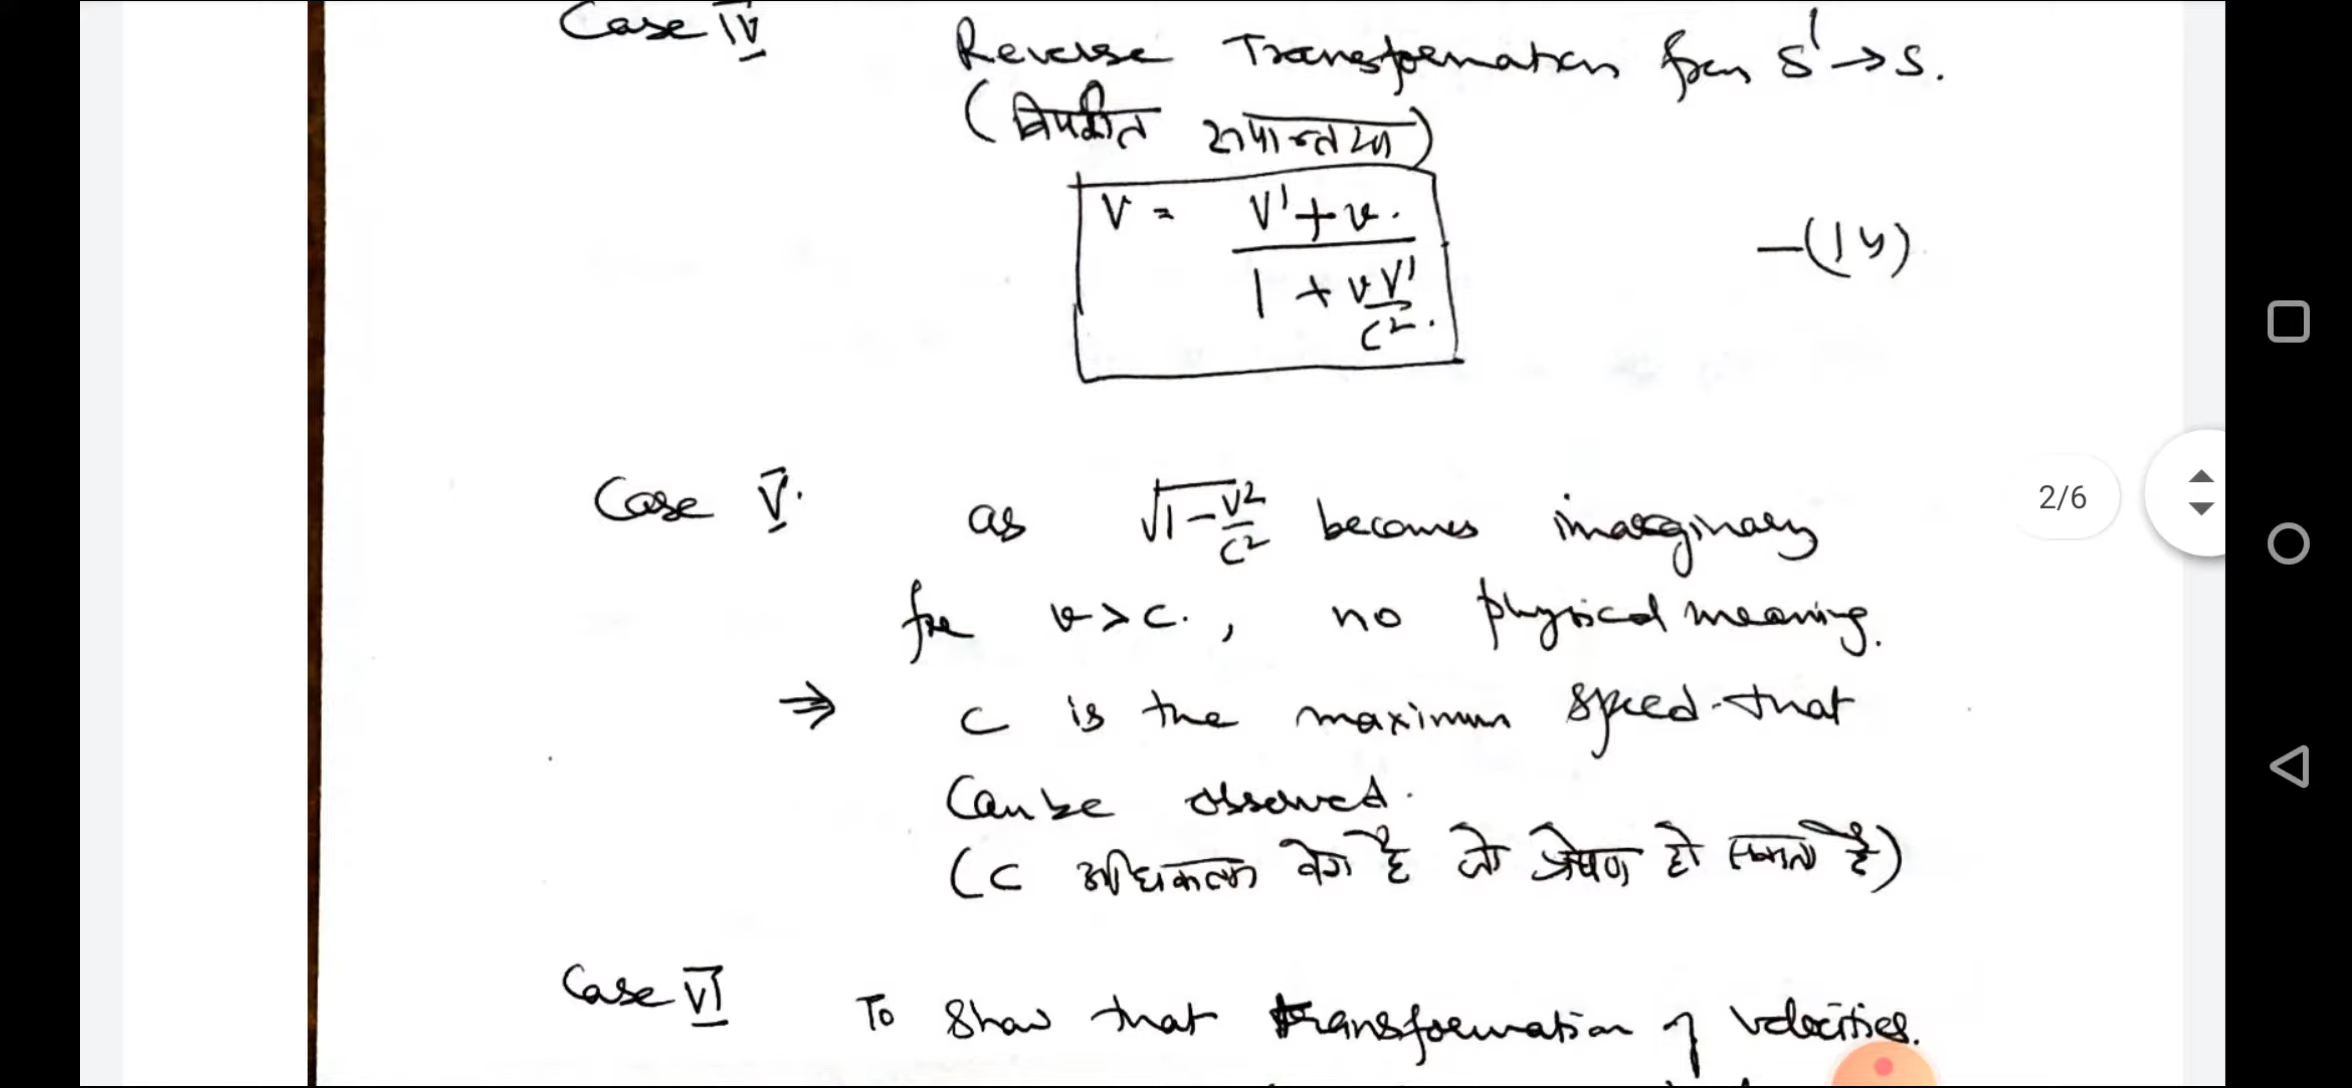 Case IV
Reverse Transformation from S' → S.
(विपरीत रूपान्तरण)
V = V' + v / 1 + vV'/c². —(14)
Case V. as √1 - v²/c² becomes imaginary
for v > c., no physical meaning.
⇒ c is the maximum speed that
Can be observed.
(C अधिकतम वेग है जो प्रेषण हो सकता है)
2/6
Case VI To Show that transformation of velocities.